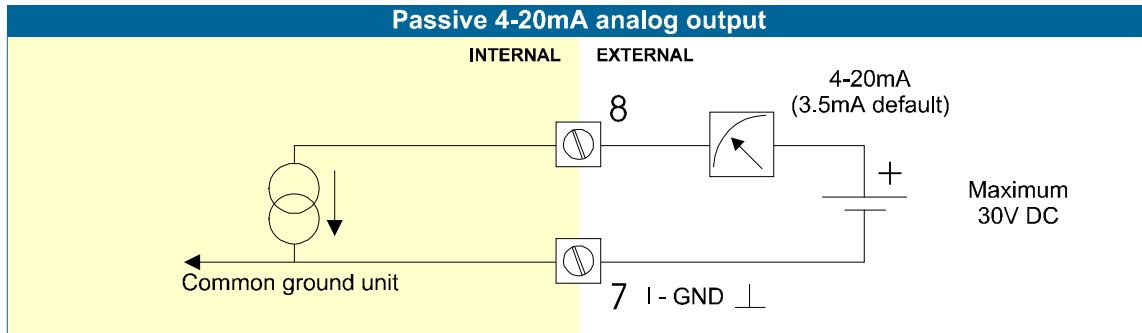 Passive 4-20mA analog output
INTERNAL
EXTERNAL
4-20mA
(3.5mA default)
8
+
Maximum
30V DC
Common ground unit
7 I - GND ⊥